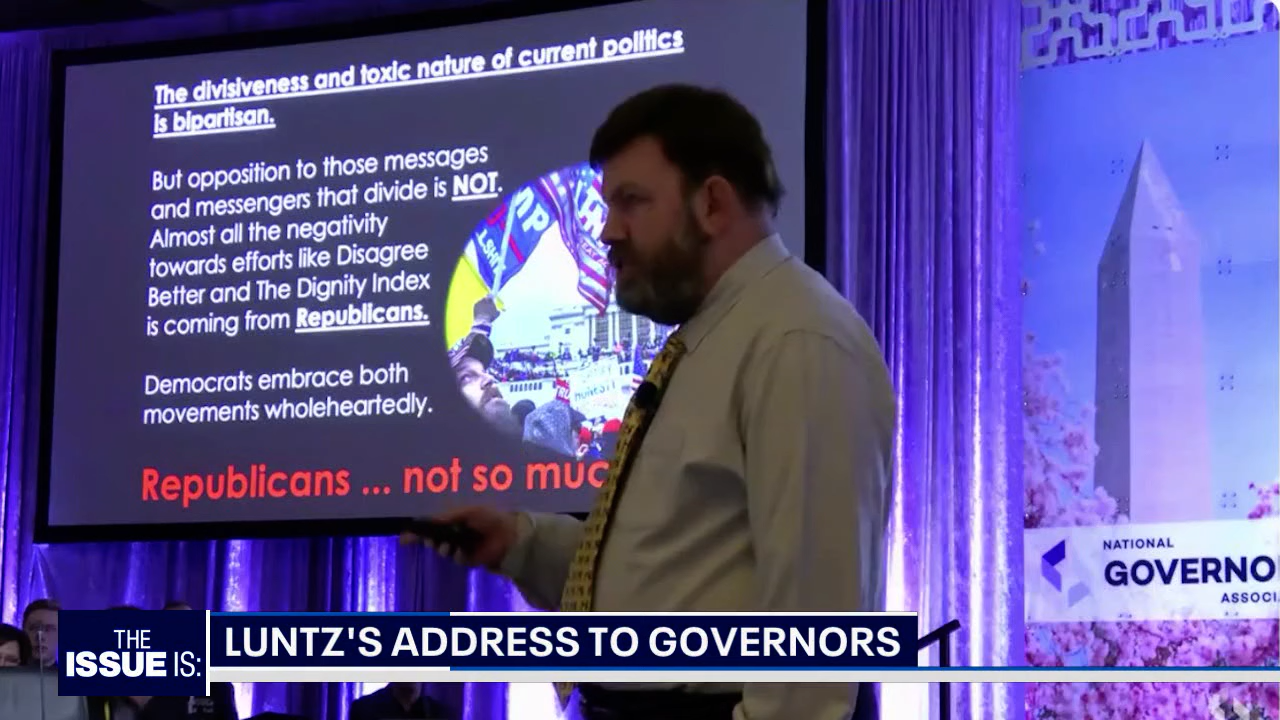 The divisiveness and toxic nature of current politics
is bipartisan.
But opposition to those messages
and messengers that divide is NOT.
Almost all the negativity
towards efforts like Disagree
Better and The Dignity Index
is coming from Republicans.
Democrats embrace both
movements wholeheartedly.
Republicans ... not so muc
NATIONAL
GOVERNO
ASSOCI
THE
ISSUE IS:
LUNTZ'S ADDRESS TO GOVERNORS